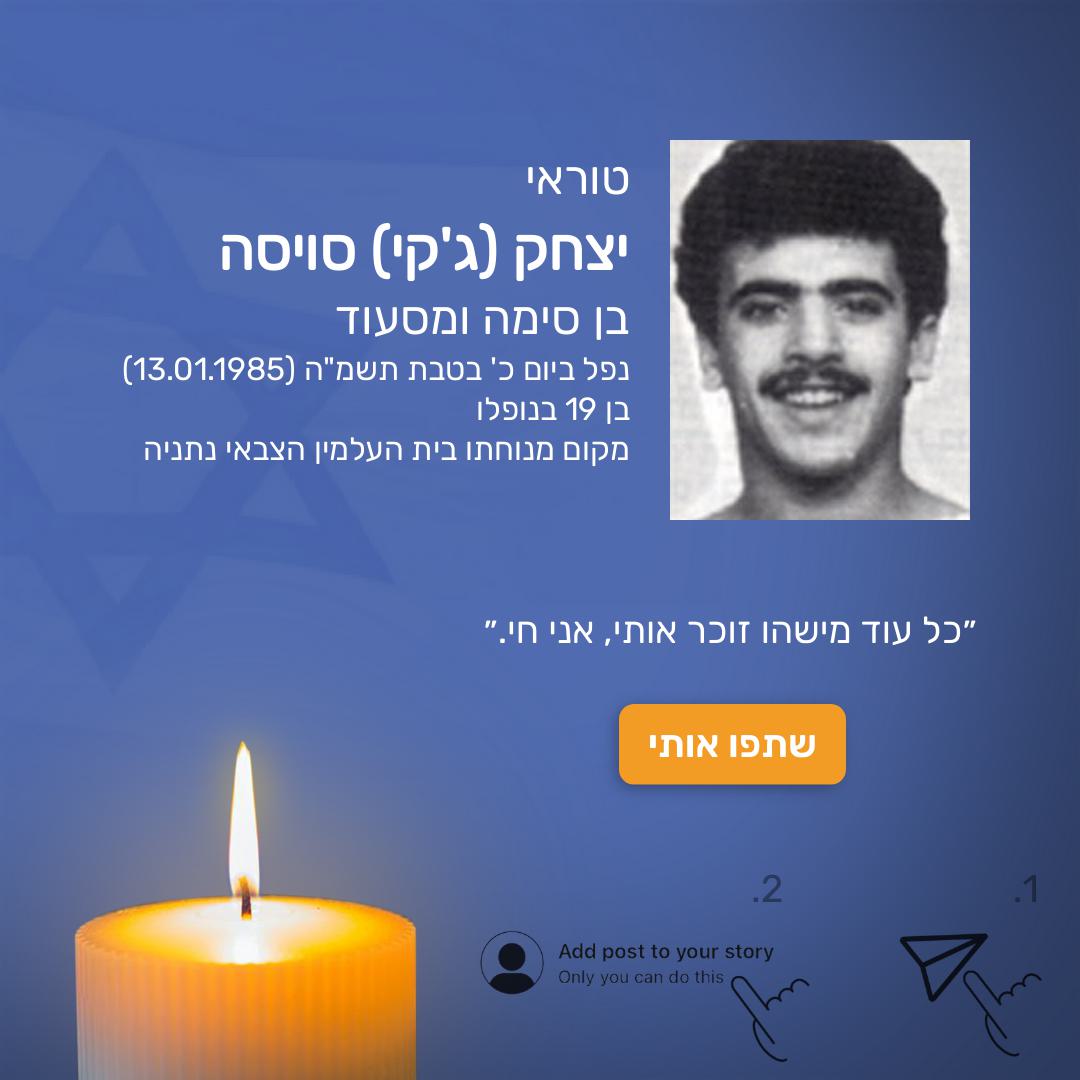 טוראי
יצחק (ג'קי) סויסה
בן סימה ומסעוד
נפל ביום כ' בטבת תשמ"ה (13.01.1985)
בן 19 בנופלו
מקום מנוחתו בית העלמין הצבאי נתניה
״כל עוד מישהו זוכר אותי, אני חי.״
שתפו אותי
.1
.2
Add post to your story
Only you can do this